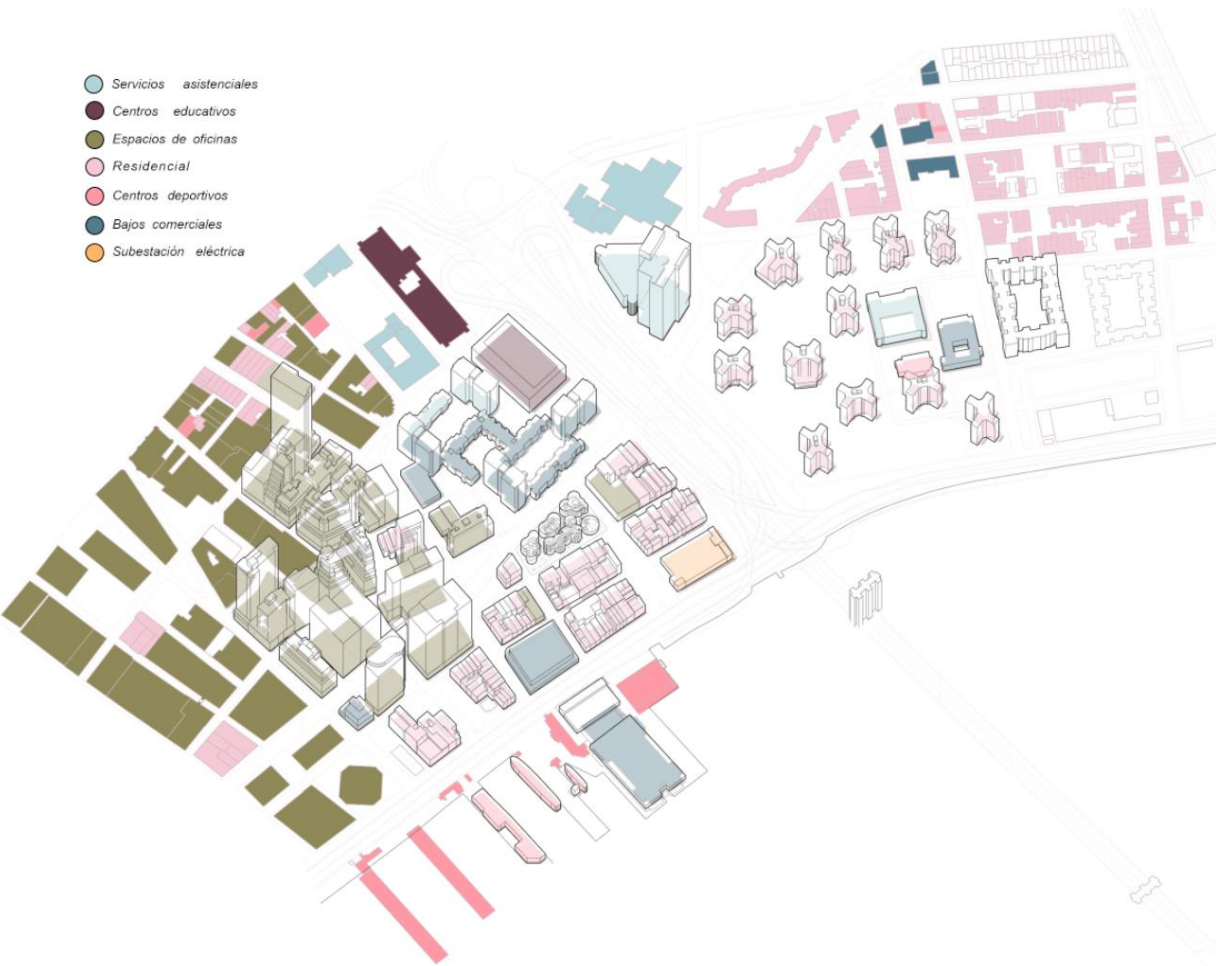 Servicios asistenciales
Centros educativos
Espacios de oficinas
Residencial
Centros deportivos
Bajos comerciales
Subestación eléctrica